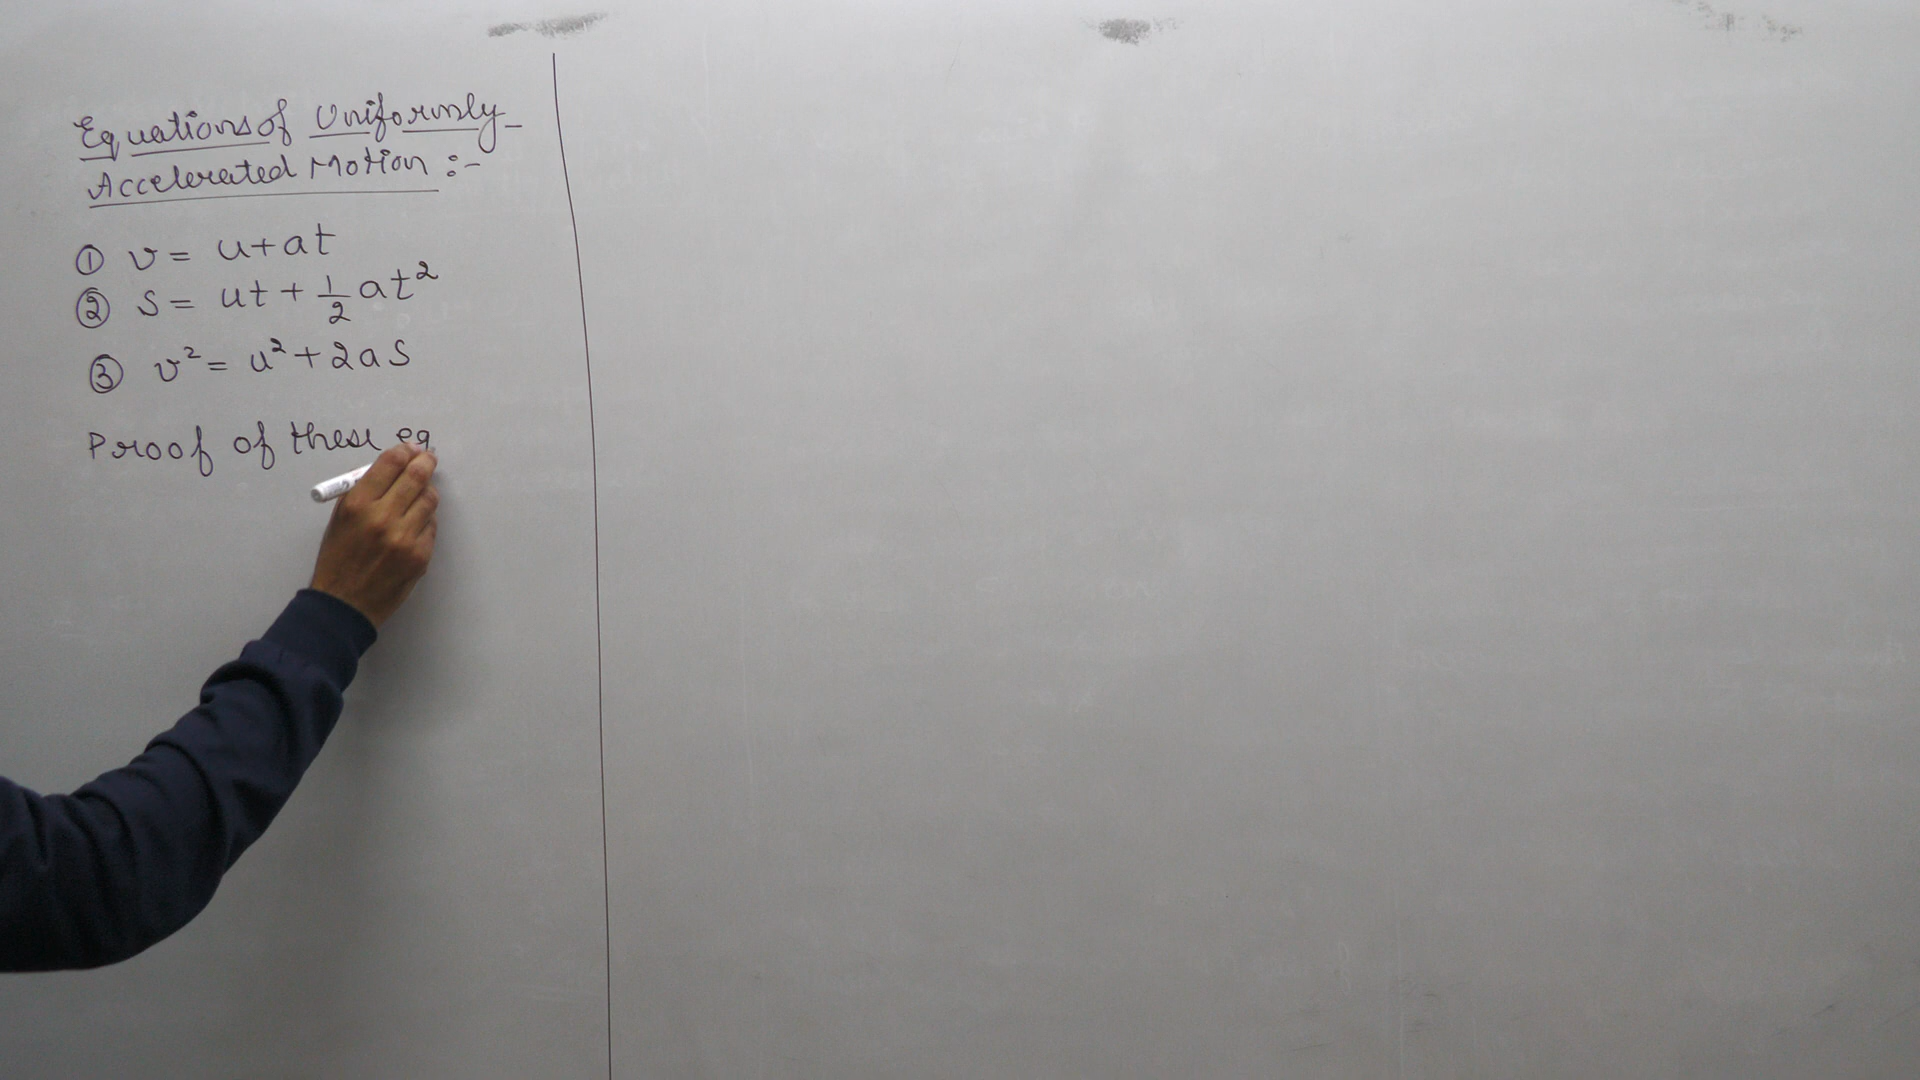 Equations of Uniformly
Accelerated Motion :-
① v = u+at
② s = ut + 1/2 at²
③ v² = u² + 2as
Proof of these eq